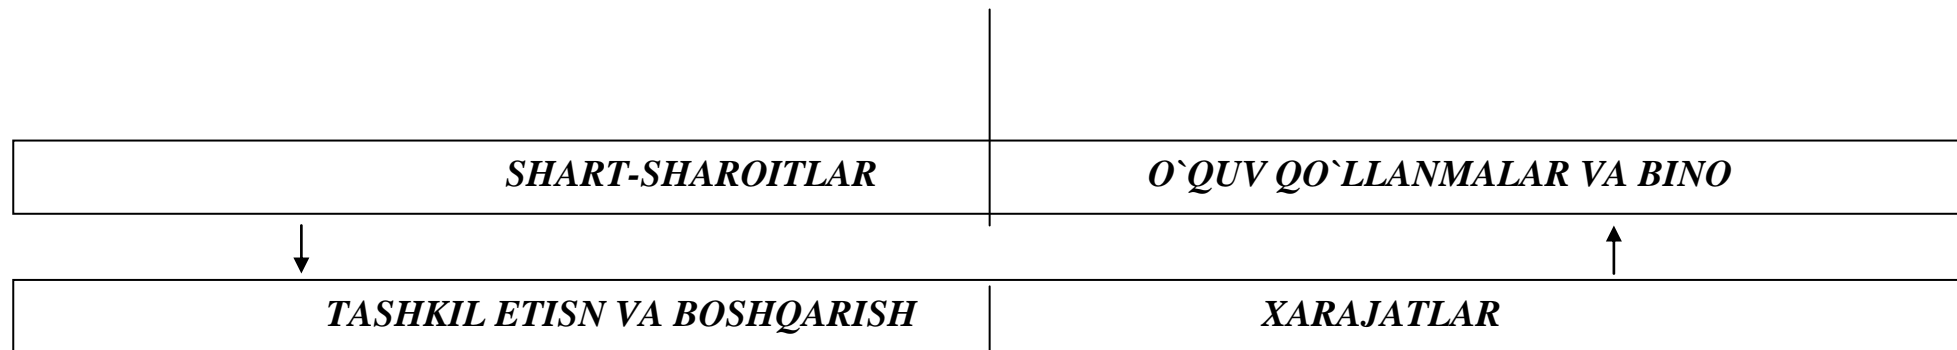 SHART-SHAROITLAR O`QUV QO`LLANMALAR VA BINO
TASHKIL ETISN VA BOSHQARISH XARAJATLAR